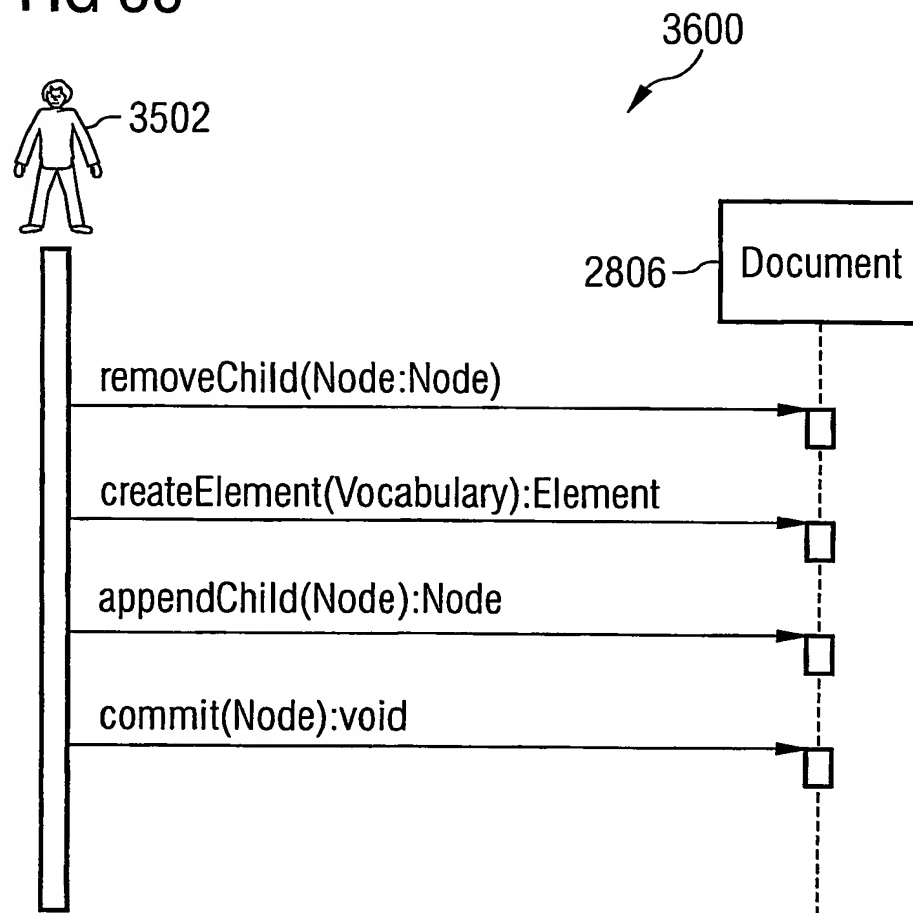 3600
3502
2806
Document
removeChild(Node:Node)
createElement(Vocabulary):Element
appendChild(Node):Node
commit(Node):void